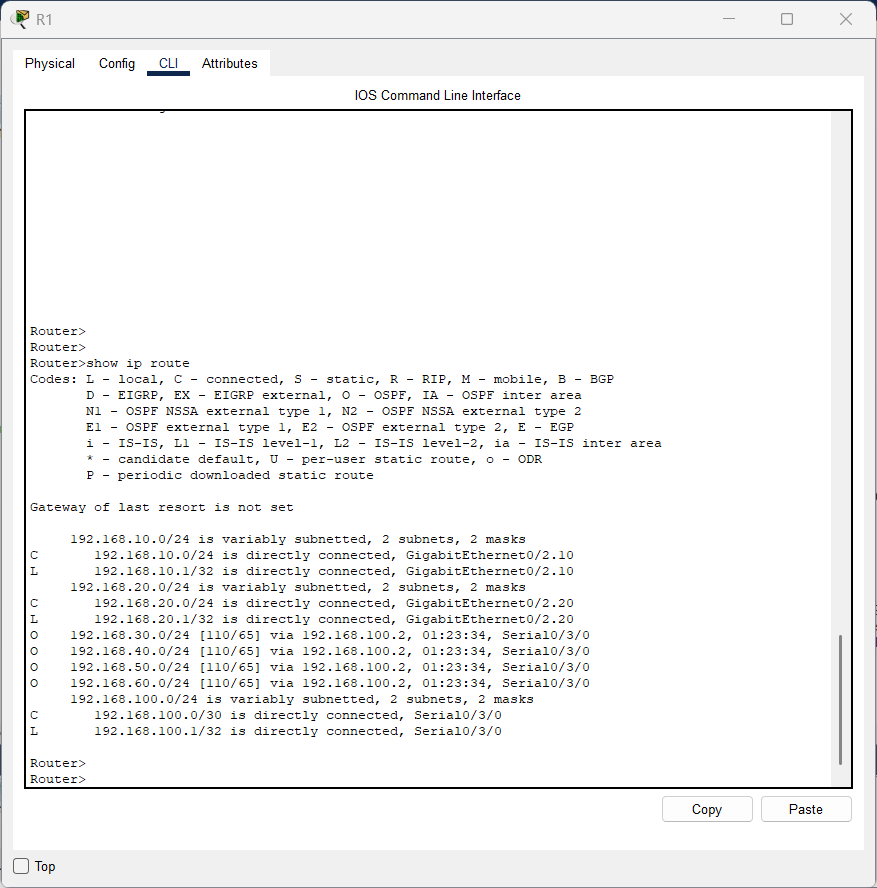 R1
Physical Config CLI Attributes
IOS Command Line Interface
Router>
Router>
Router>show ip route
Codes: L - local, C - connected, S - static, R - RIP, M - mobile, B - BGP
D - EIGRP, EX - EIGRP external, O - OSPF, IA - OSPF inter area
N1 - OSPF NSSA external type 1, N2 - OSPF NSSA external type 2
E1 - OSPF external type 1, E2 - OSPF external type 2, E - EGP
i - IS-IS, L1 - IS-IS level-1, L2 - IS-IS level-2, ia - IS-IS inter area
* - candidate default, U - per-user static route, o - ODR
P - periodic downloaded static route
Gateway of last resort is not set
192.168.10.0/24 is variably subnetted, 2 subnets, 2 masks
C 192.168.10.0/24 is directly connected, GigabitEthernet0/2.10
L 192.168.10.1/32 is directly connected, GigabitEthernet0/2.10
192.168.20.0/24 is variably subnetted, 2 subnets, 2 masks
C 192.168.20.0/24 is directly connected, GigabitEthernet0/2.20
L 192.168.20.1/32 is directly connected, GigabitEthernet0/2.20
O 192.168.30.0/24 [110/65] via 192.168.100.2, 01:23:34, Serial0/3/0
O 192.168.40.0/24 [110/65] via 192.168.100.2, 01:23:34, Serial0/3/0
O 192.168.50.0/24 [110/65] via 192.168.100.2, 01:23:34, Serial0/3/0
O 192.168.60.0/24 [110/65] via 192.168.100.2, 01:23:34, Serial0/3/0
192.168.100.0/24 is variably subnetted, 2 subnets, 2 masks
C 192.168.100.0/30 is directly connected, Serial0/3/0
L 192.168.100.1/32 is directly connected, Serial0/3/0
Router>
Router>
Copy Paste
Top